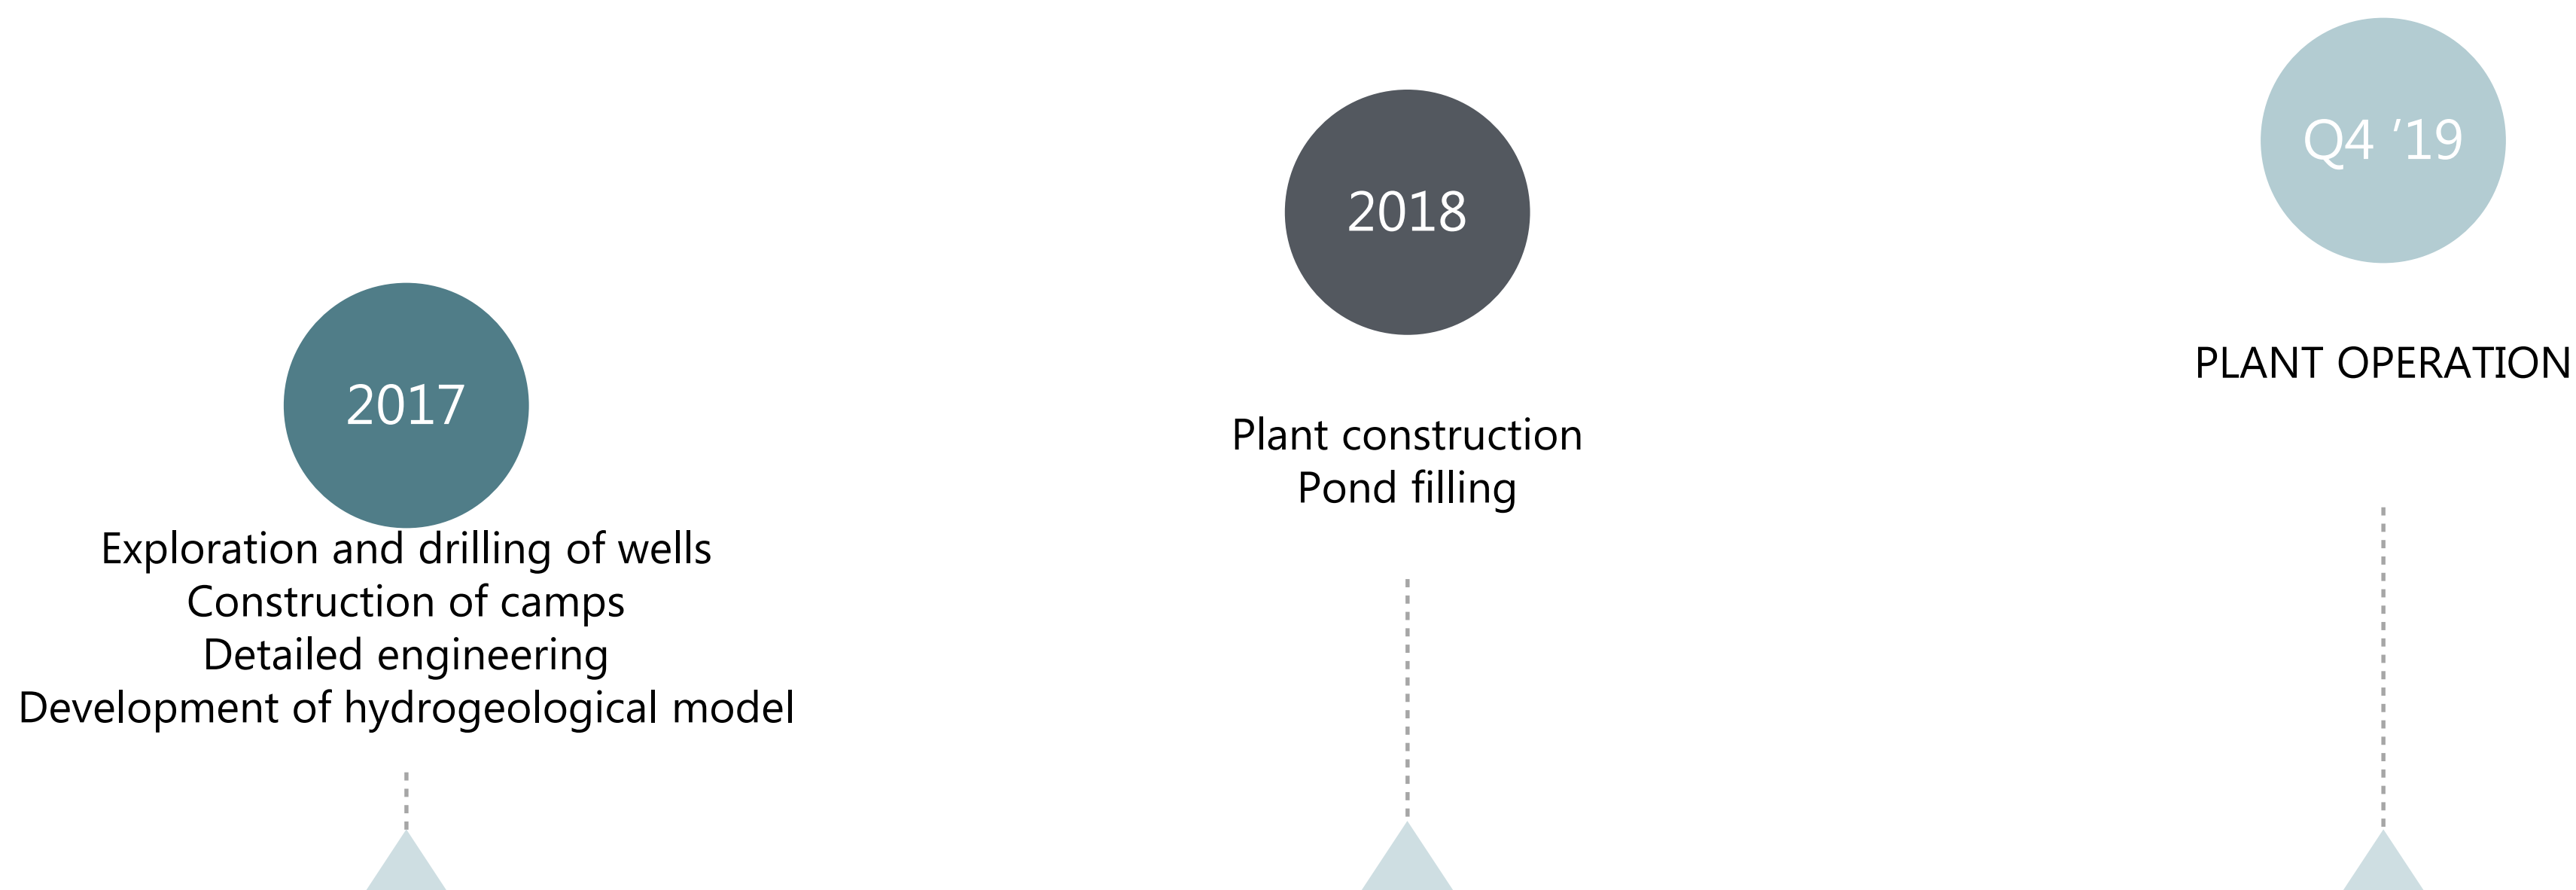 2017
Exploration and drilling of wells
Construction of camps
Detailed engineering
Development of hydrogeological model
2018
Plant construction
Pond filling
Q4 ’19
PLANT OPERATION